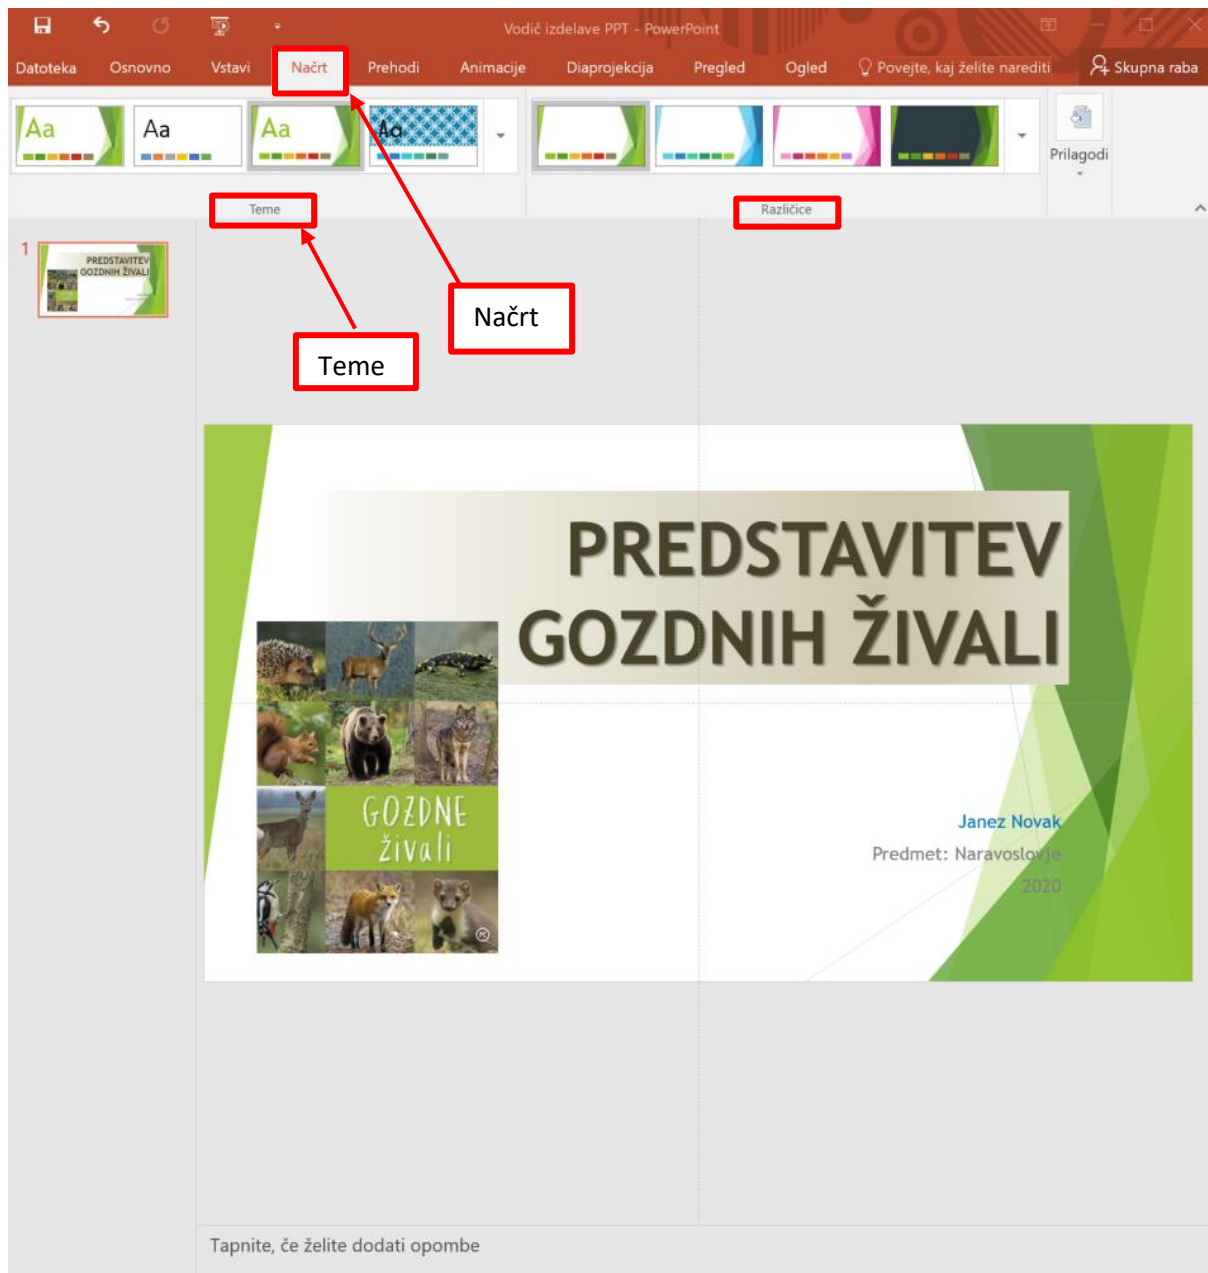 Vodič izdelave PPT - PowerPoint
Datoteka Osnovno Vstavi Načrt Prehodi Animacije Diaprojekcija Pregled Ogled Povejte, kaj želite narediti Skupna raba
Aa Aa Aa Aa
Prilagodi
Teme Različice
1
PREDSTAVITEV
GOZDNIH ŽIVALI
Načrt
Teme
PREDSTAVITEV
GOZDNIH ŽIVALI
GOZDNE
živali
Janez Novak
Predmet: Naravoslovje
2020
Tapnite, če želite dodati opombe